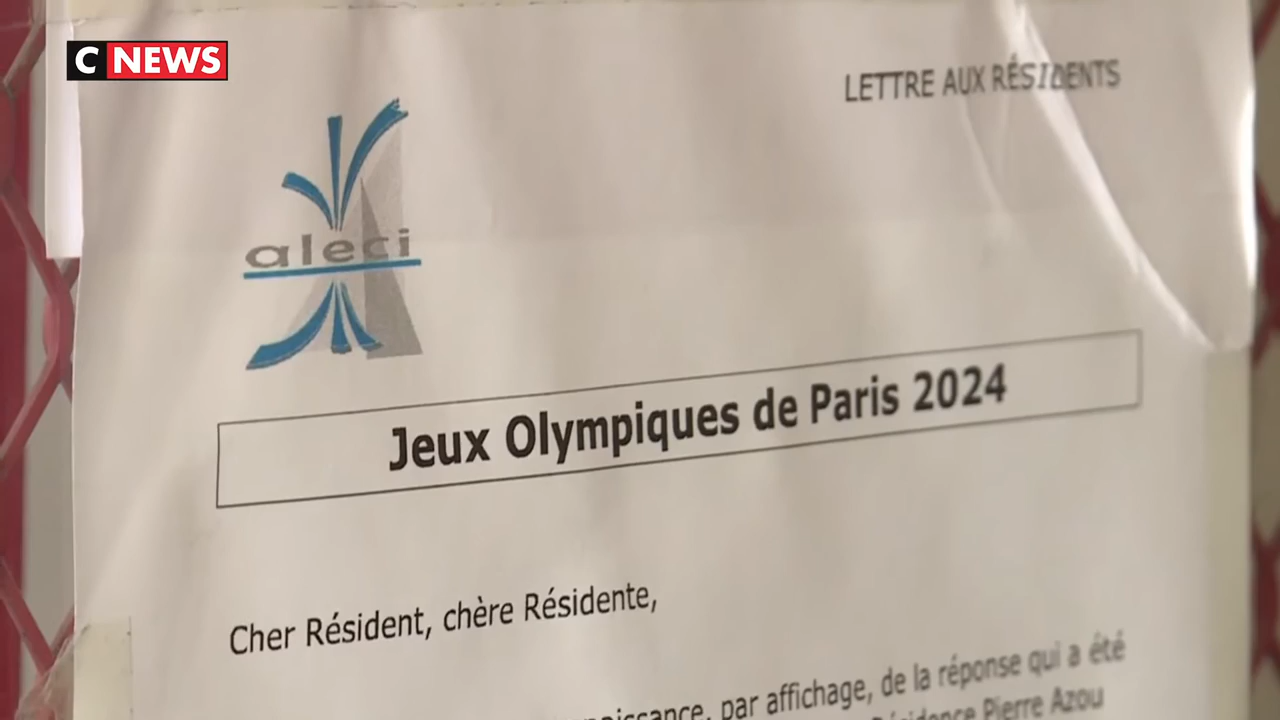 CNEWS
LETTRE AUX RÉSIDENTS
aleci
Jeux Olympiques de Paris 2024
Cher Résident, chère Résidente,
par affichage, de la réponse qui a été
Pierre Azou